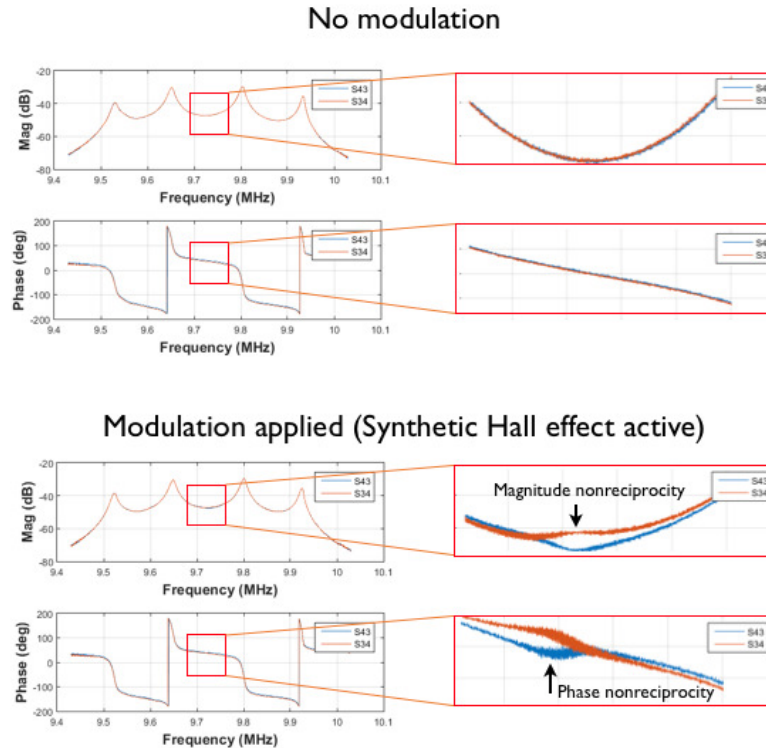 No modulation
-20
-40
-60
-80
Mag (dB)
S43
S34
9.4 9.5 9.6 9.7 9.8 9.9 10 10.1
Frequency (MHz)
S4
S3
200
100
0
-100
-200
Phase (deg)
S43
S34
9.4 9.5 9.6 9.7 9.8 9.9 10 10.1
Frequency (MHz)
S4
S3
Modulation applied (Synthetic Hall effect active)
-20
-40
-60
-80
Mag (dB)
S43
S34
9.4 9.5 9.6 9.7 9.8 9.9 10 10.1
Frequency (MHz)
Magnitude nonreciprocity
S43
S34
200
100
0
-100
-200
Phase (deg)
S43
S34
9.4 9.5 9.6 9.7 9.8 9.9 10 10.1
Frequency (MHz)
S43
S34
Phase nonreciprocity